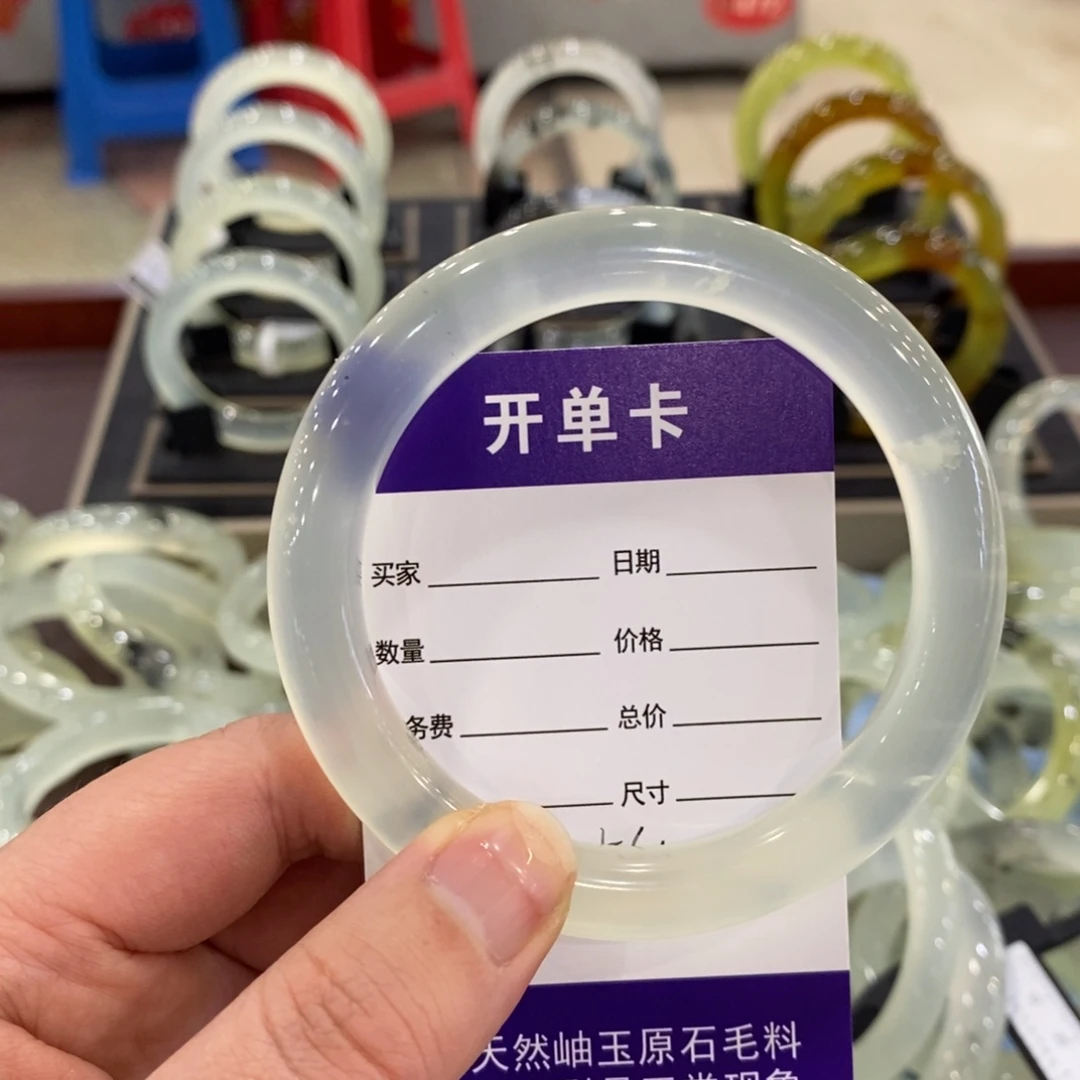 开单卡
买家 日期
数量 价格
务费 总价
尺寸
天然岫玉原石毛料